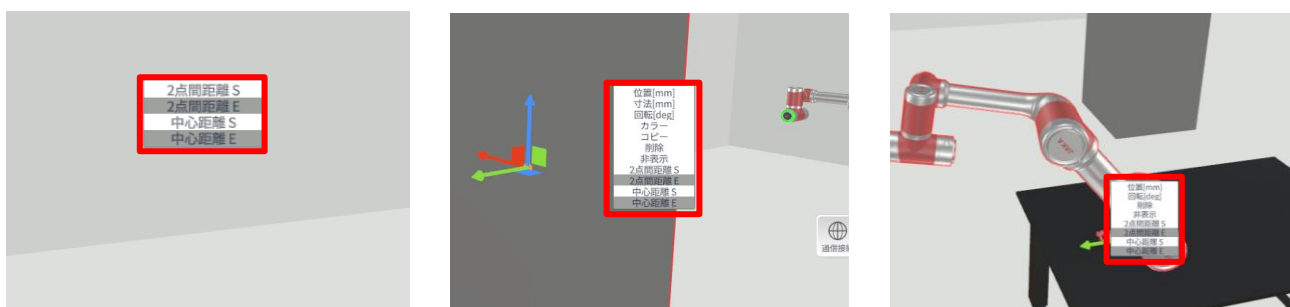 2点間距離 S
2点間距離 E
中心距離 S
中心距離 E
位置[mm]
寸法[mm]
回転[deg]
カラー
コピー
削除
非表示
2点間距離 S
2点間距離 E
中心距離 S
中心距離 E
位置[mm]
回転[deg]
削除
非表示
2点間距離 S
2点間距離 E
中心距離 S
中心距離 E
JAKA